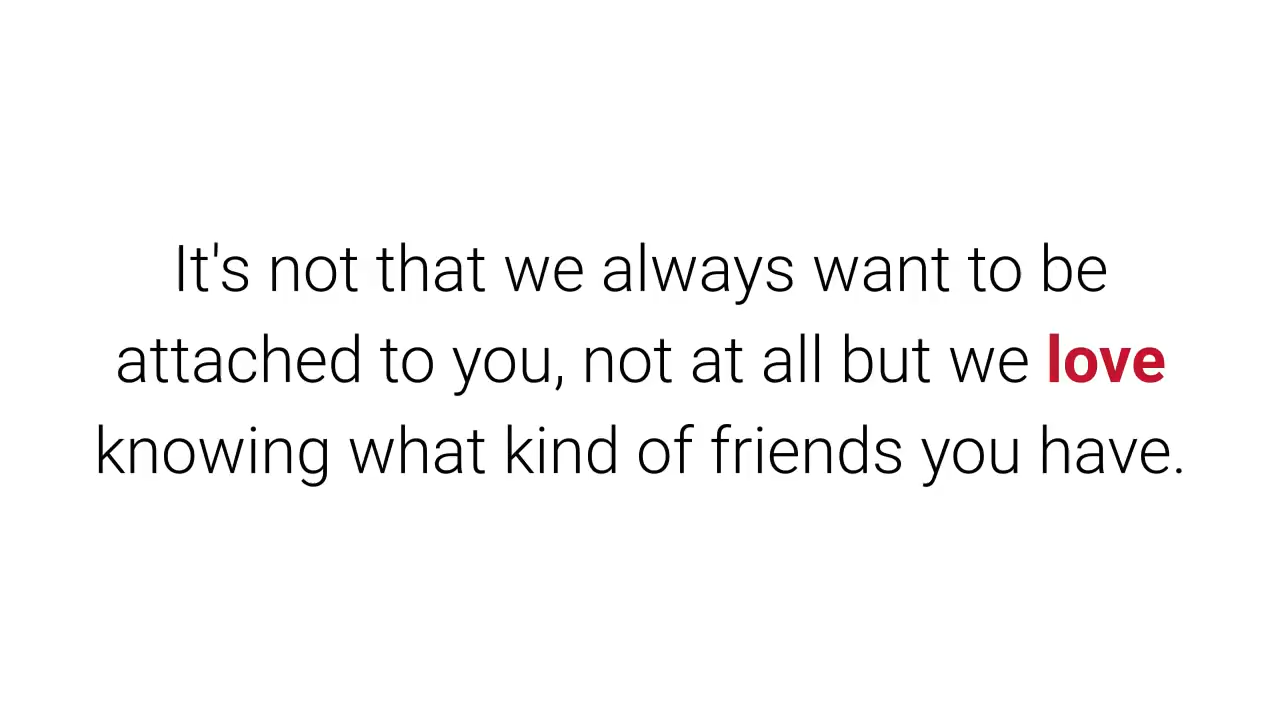 It's not that we always want to be
attached to you, not at all but we love
knowing what kind of friends you have.